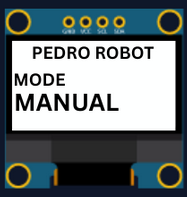 GND VCC SCL SDA
PEDRO ROBOT
MODE
MANUAL